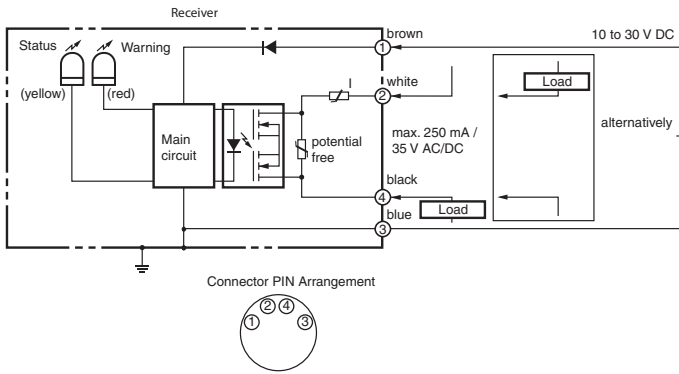 Receiver
brown
10 to 30 V DC
Status
Warning
1
(yellow)
(red)
I
white
2
Load
Main
circuit
potential
free
max. 250 mA /
35 V AC/DC
alternatively
black
4
Load
blue
3
Connector PIN Arrangement
2 4
1 3